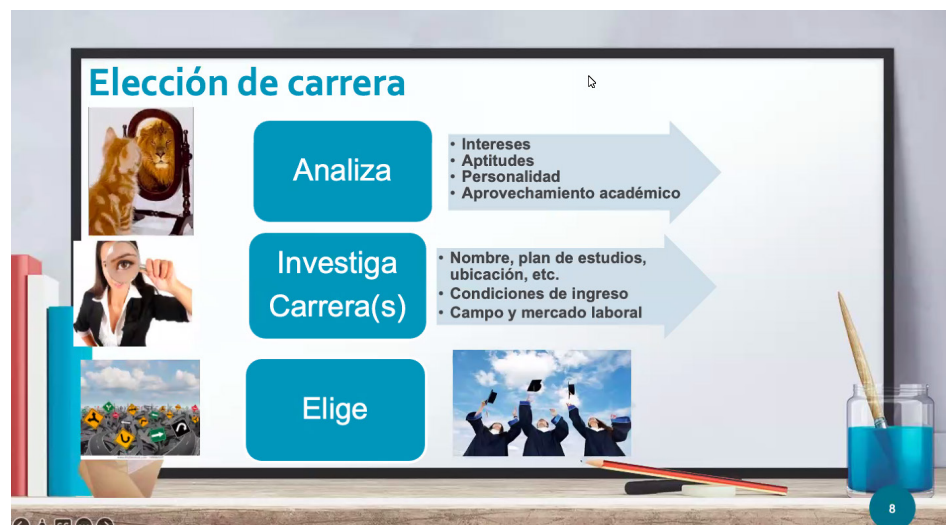 Elección de carrera
Analiza
• Intereses
• Aptitudes
• Personalidad
• Aprovechamiento académico
Investiga
Carrera(s)
• Nombre, plan de estudios,
ubicación, etc.
• Condiciones de ingreso
• Campo y mercado laboral
Elige
8